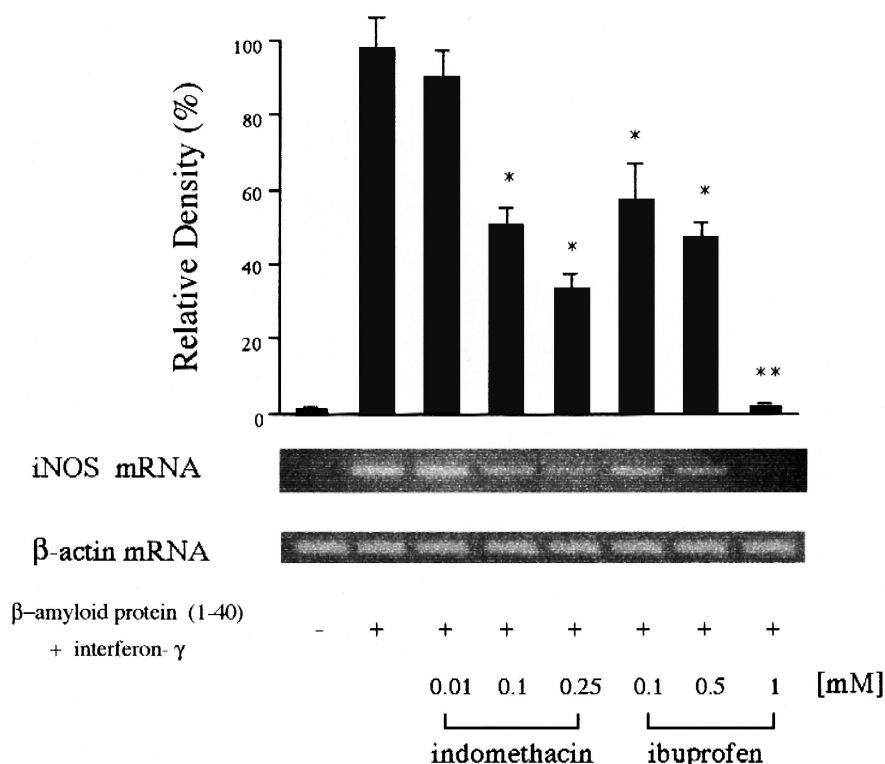 Relative Density (%)
100
80
60
40
20
0
*
*
*
*
**
iNOS mRNA
β-actin mRNA
β–amyloid protein (1-40)
+ interferon- γ
- + + + + + + +
0.01 0.1 0.25 0.1 0.5 1 [mM]
indomethacin ibuprofen